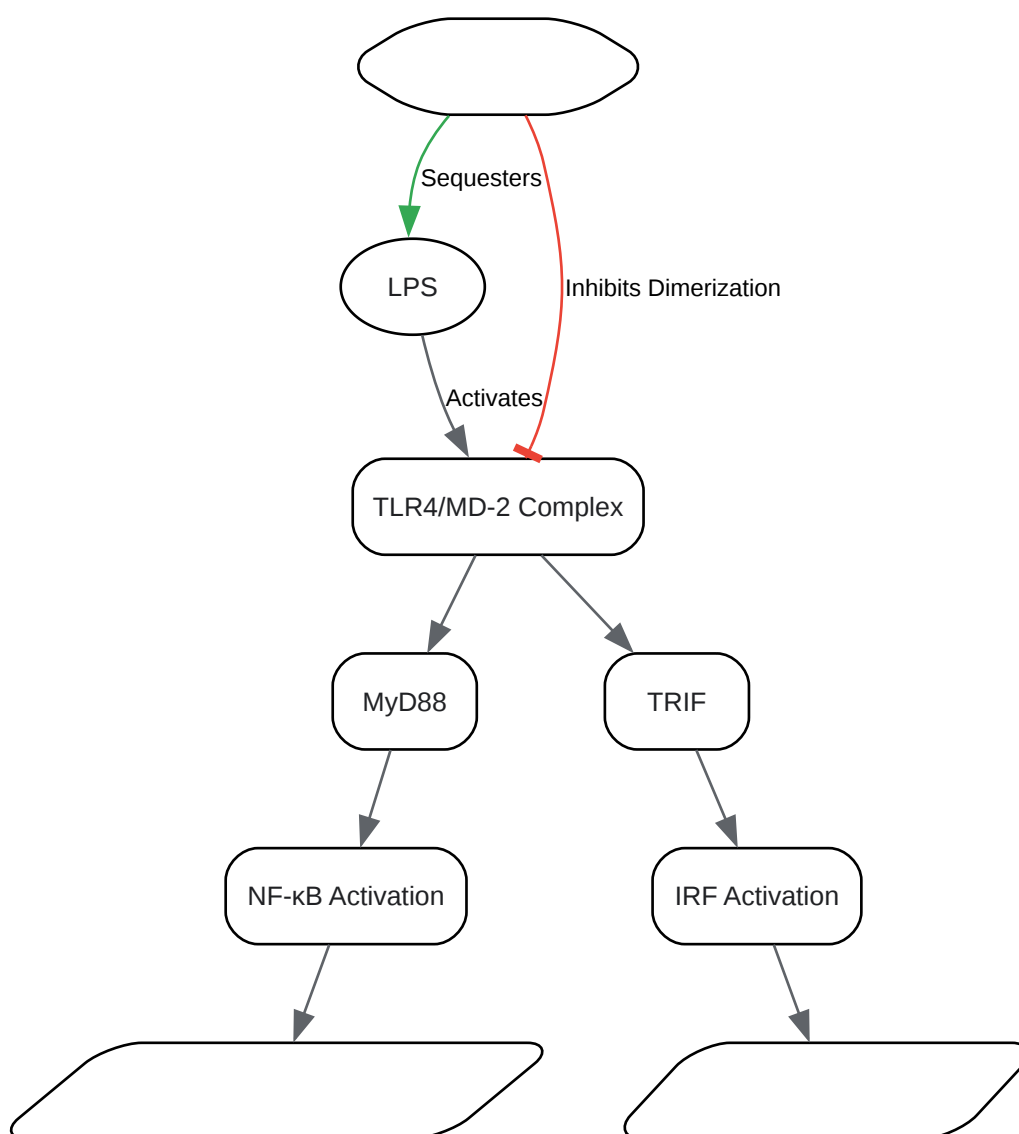 Sequesters
LPS
Inhibits Dimerization
Activates
TLR4/MD-2 Complex
MyD88
TRIF
NF-κB Activation
IRF Activation